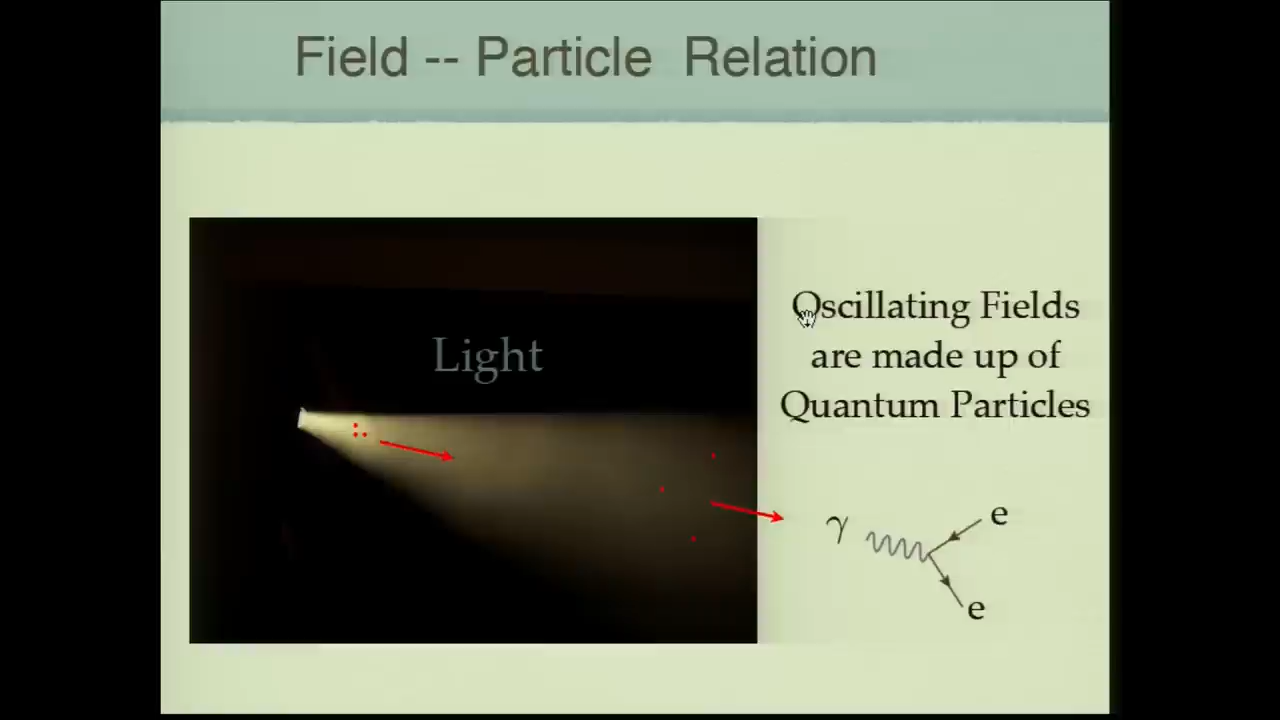 Field -- Particle Relation
Light
Oscillating Fields
are made up of
Quantum Particles
γ
e
e